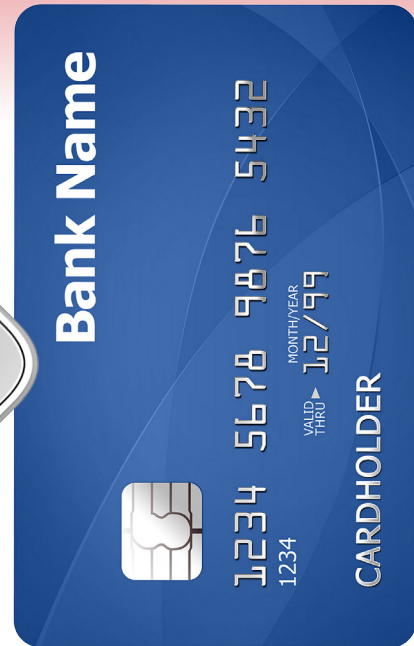 Bank Name
1234 5678 9876 5432
1234
MONTH/YEAR
VALID
THRU
12/99
CARDHOLDER